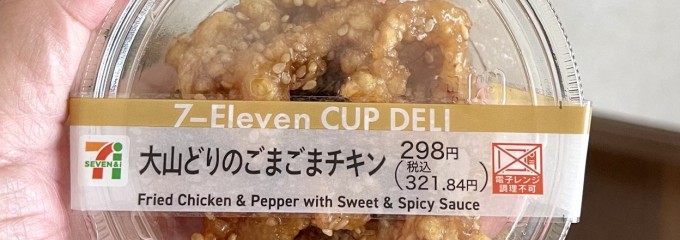 7-Eleven CUP DELI
7
SEVEN&i
大山どりのごまごまチキン
298円
税込
(321.84円)
電子レンジ
調理不可
Fried Chicken & Pepper with Sweet & Spicy Sauce